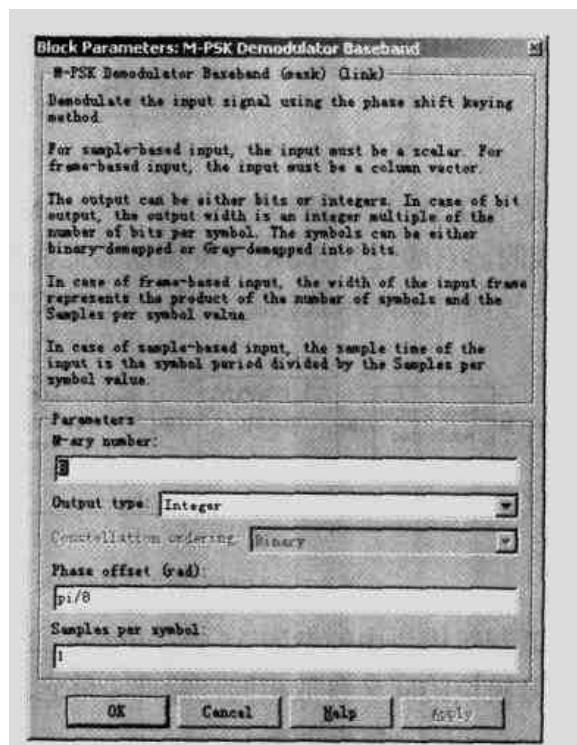 Block Parameters: M-PSK Demodulator Baseband
M-PSK Demodulator Baseband (mask) (link)
Demodulate the input signal using the phase shift keying
method.
For sample-based input, the input must be a scalar. For
frame-based input, the input must be a column vector.
The output can be either bits or integers. In case of bit
output, the output width is an integer multiple of the
number of bits per symbol. The symbols can be either
binary-demapped or Gray-demapped into bits.
In case of frame-based input, the width of the input frame
represents the product of the number of symbols and the
Samples per symbol value.
In case of sample-based input, the sample time of the
input is the symbol period divided by the Samples per
symbol value.
Parameters
M-ary number:
Output type: Integer
Constellation ordering: Binary
Phase offset (rad):
pi/8
Samples per symbol:
1
OK Cancel Help Apply